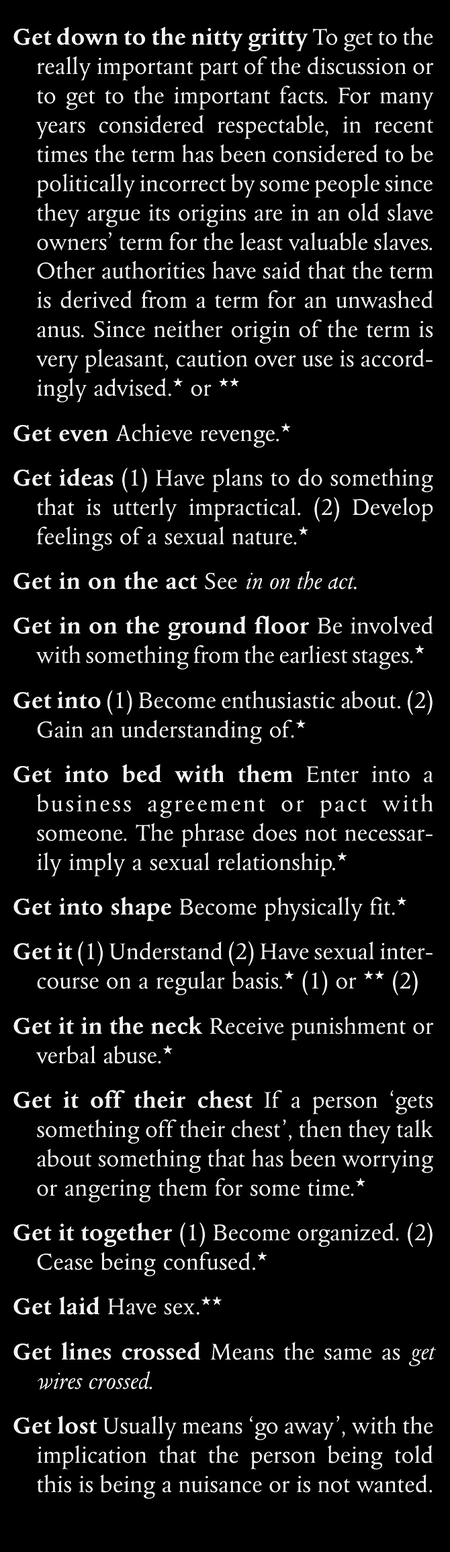 Get down to the nitty gritty To get to the
really important part of the discussion or
to get to the important facts. For many
years considered respectable, in recent
times the term has been considered to be
politically incorrect by some people since
they argue its origins are in an old slave
owners’ term for the least valuable slaves.
Other authorities have said that the term
is derived from a term for an unwashed
anus. Since neither origin of the term is
very pleasant, caution over use is accord-
ingly advised.★ or ★★
Get even Achieve revenge.★
Get ideas (1) Have plans to do something
that is utterly impractical. (2) Develop
feelings of a sexual nature.★
Get in on the act See in on the act.
Get in on the ground floor Be involved
with something from the earliest stages.★
Get into (1) Become enthusiastic about. (2)
Gain an understanding of.★
Get into bed with them Enter into a
business agreement or pact with
someone. The phrase does not necessar-
ily imply a sexual relationship.★
Get into shape Become physically fit.★
Get it (1) Understand (2) Have sexual inter-
course on a regular basis.★ (1) or ★★ (2)
Get it in the neck Receive punishment or
verbal abuse.★
Get it off their chest If a person ‘gets
something off their chest’, then they talk
about something that has been worrying
or angering them for some time.★
Get it together (1) Become organized. (2)
Cease being confused.★
Get laid Have sex.★★
Get lines crossed Means the same as get
wires crossed.
Get lost Usually means ‘go away’, with the
implication that the person being told
this is being a nuisance or is not wanted.